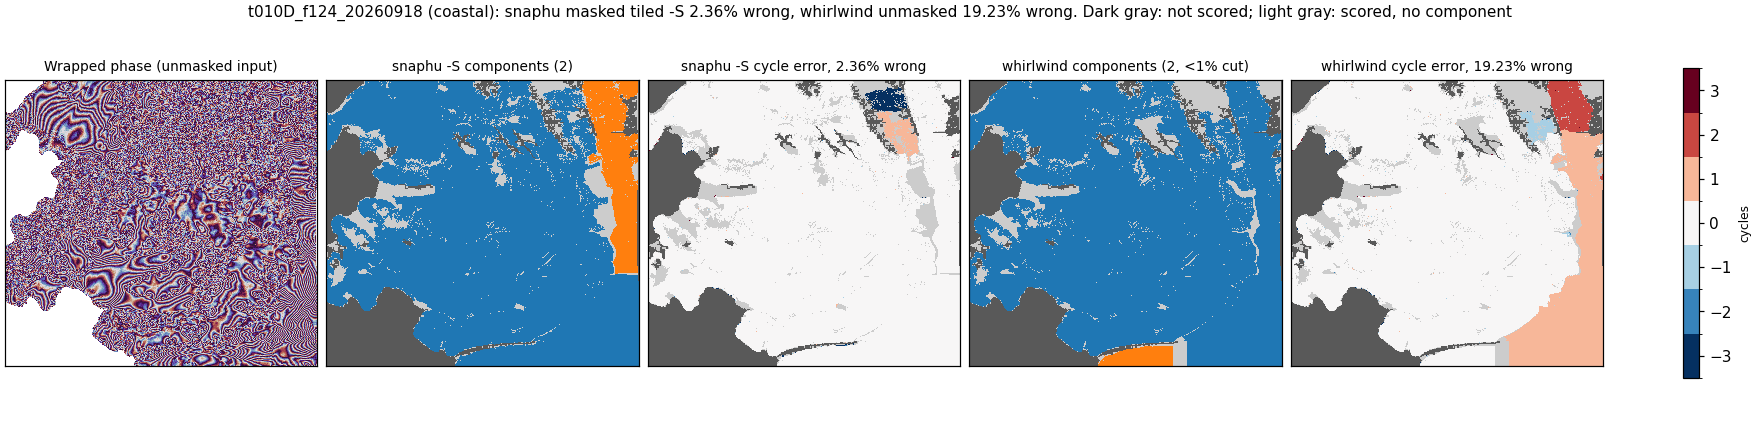 t010D_f124_20260918 (coastal): snaphu masked tiled -S 2.36% wrong, whirlwind unmasked 19.23% wrong. Dark gray: not scored; light gray: scored, no component
Wrapped phase (unmasked input)
snaphu -S components (2)
snaphu -S cycle error, 2.36% wrong
whirlwind components (2, <1% cut)
whirlwind cycle error, 19.23% wrong
3
2
1
0
−1
−2
−3
cycles